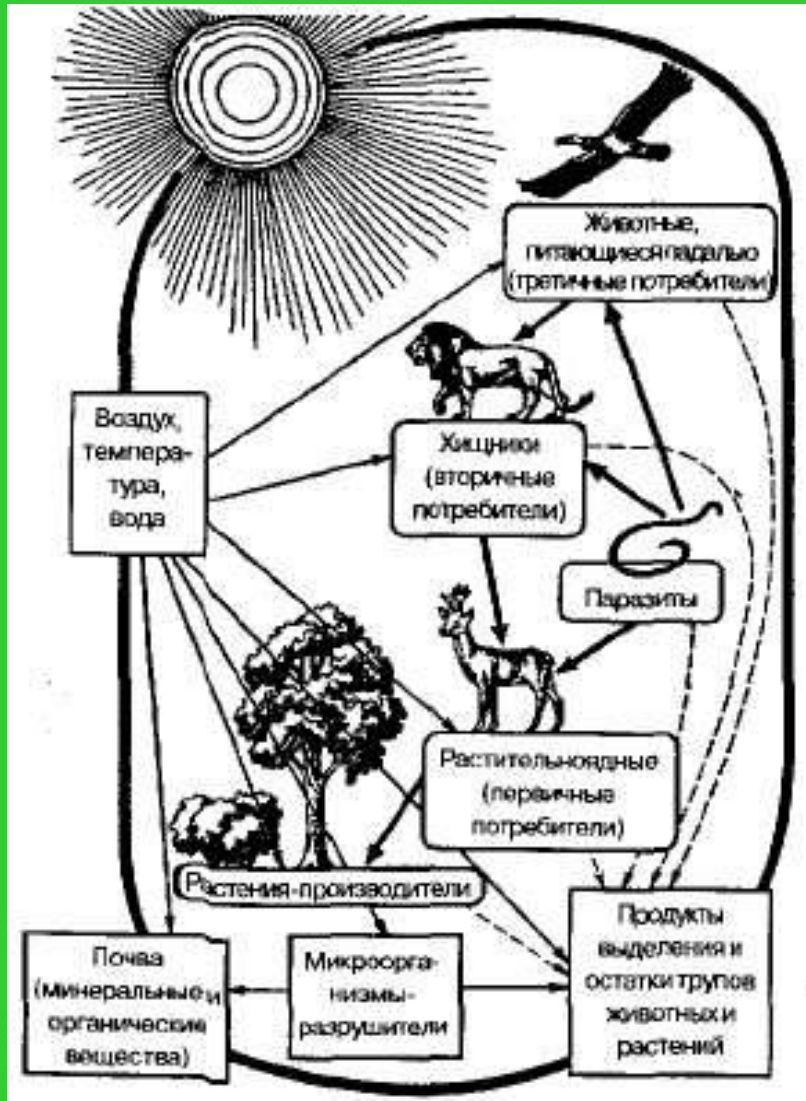 Животные,
питающиеся падалью
(третичные потребители)
Воздух,
темпера-
тура,
вода
Хищники
(вторичные
потребители)
Паразиты
Растительноядные
(первичные
потребители)
Растения-производители
Почва
(минеральные и
органические
вещества)
Микроорга-
низмы-
разрушители
Продукты
выделения и
остатки трупов
животных и
растений